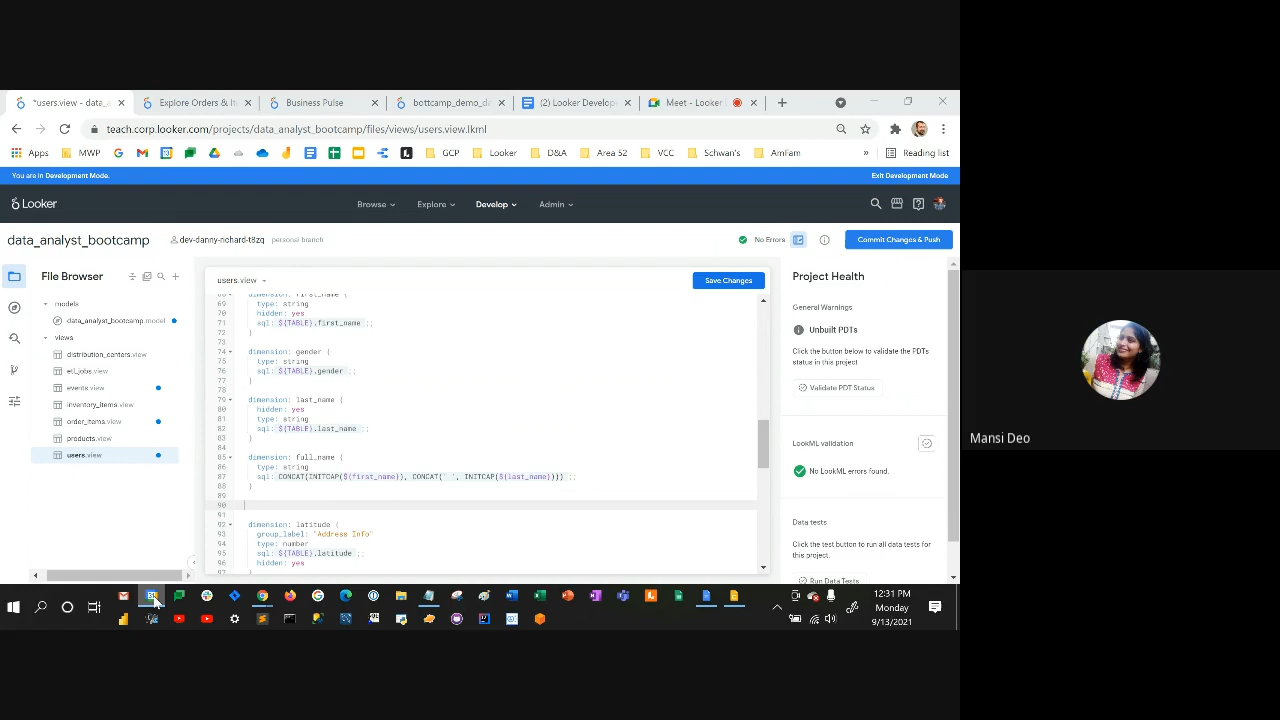 *users.view - data_a
Explore Orders & It
Business Pulse
bottcamp_demo_d
(2) Looker Develop
Meet - Looker
teach.corp.looker.com/projects/data_analyst_bootcamp/files/views/users.view.lkml
Apps
MWP
GCP
Looker
D&A
Area 52
VCC
Schwan's
AmFam
»
Reading list
You are in Development Mode.
Exit Development Mode
Looker
Browse
Explore
Develop
Admin
data_analyst_bootcamp
dev-danny-richard-t8zq
personal branch
No Errors
Commit Changes & Push
File Browser
models
data_analyst_bootcamp.model
views
distribution_centers.view
etl_jobs.view
events.view
inventory_items.view
order_items.view
products.view
users.view
users.view
Save Changes
68 dimension: first_name {
69 type: string
70 hidden: yes
71 sql: ${TABLE}.first_name ;;
72 }
73
74 dimension: gender {
75 type: string
76 sql: ${TABLE}.gender ;;
77 }
78
79 dimension: last_name {
80 hidden: yes
81 type: string
82 sql: ${TABLE}.last_name ;;
83 }
84
85 dimension: full_name {
86 type: string
87 sql: CONCAT(INITCAP(${first_name}), CONCAT(' ', INITCAP(${last_name}))) ;;
88 }
89
90
91
92 dimension: latitude {
93 group_label: "Address Info"
94 type: number
95 sql: ${TABLE}.latitude ;;
96 hidden: yes
97 }
Project Health
General Warnings
Unbuilt PDTs
Click the button below to validate the PDTs
status in this project
Validate PDT Status
LookML validation
No LookML errors found.
Data tests
Click the test button to run all data tests for
this project.
Run Data Tests
12:31 PM
Monday
9/13/2021
Mansi Deo